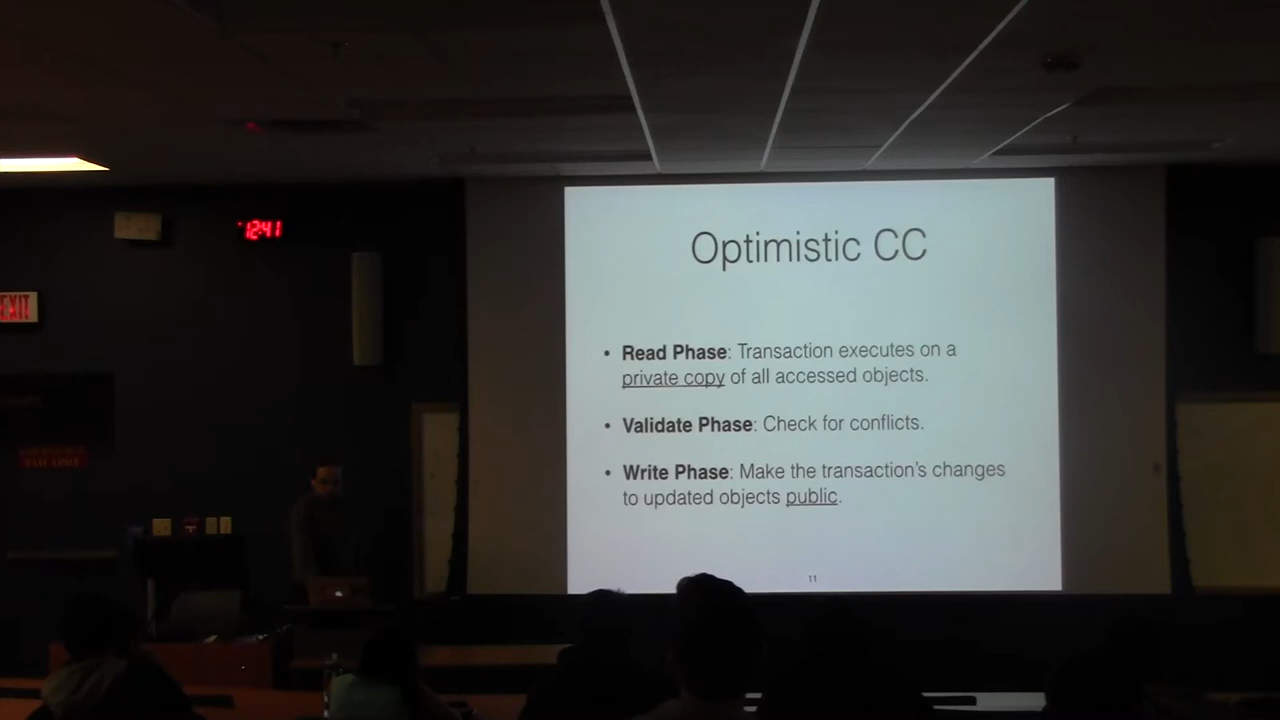 12:41
EXIT
Optimistic CC
• Read Phase: Transaction executes on a
private copy of all accessed objects.
• Validate Phase: Check for conflicts.
• Write Phase: Make the transaction's changes
to updated objects public.
11